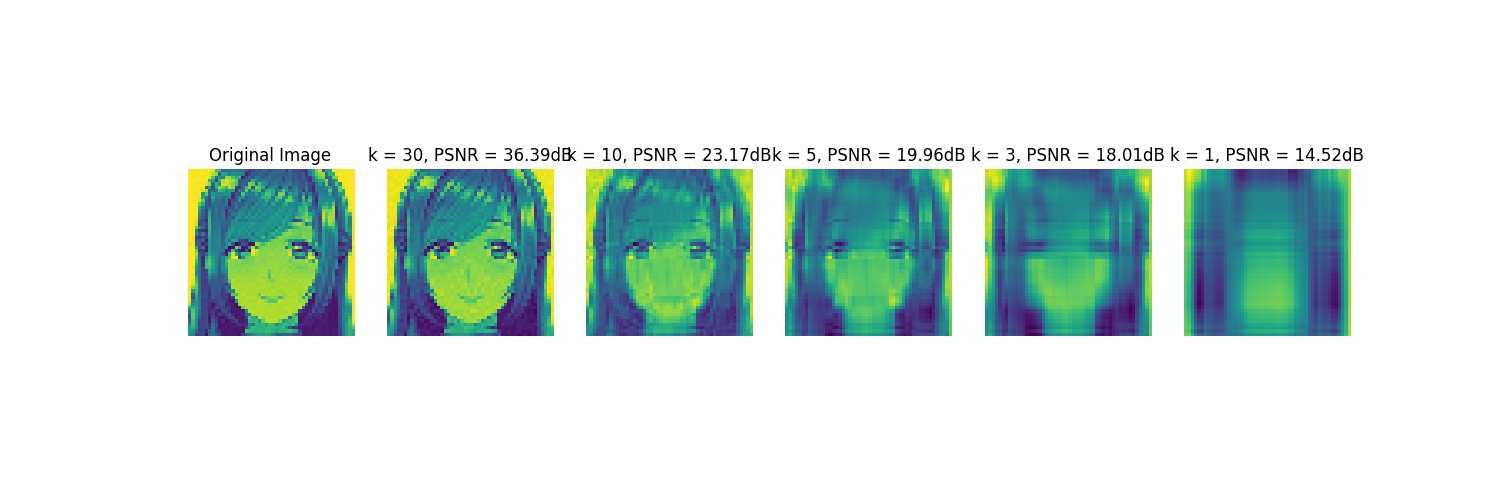 Original Image
k = 30, PSNR = 36.39dB
k = 10, PSNR = 23.17dB
k = 5, PSNR = 19.96dB
k = 3, PSNR = 18.01dB
k = 1, PSNR = 14.52dB